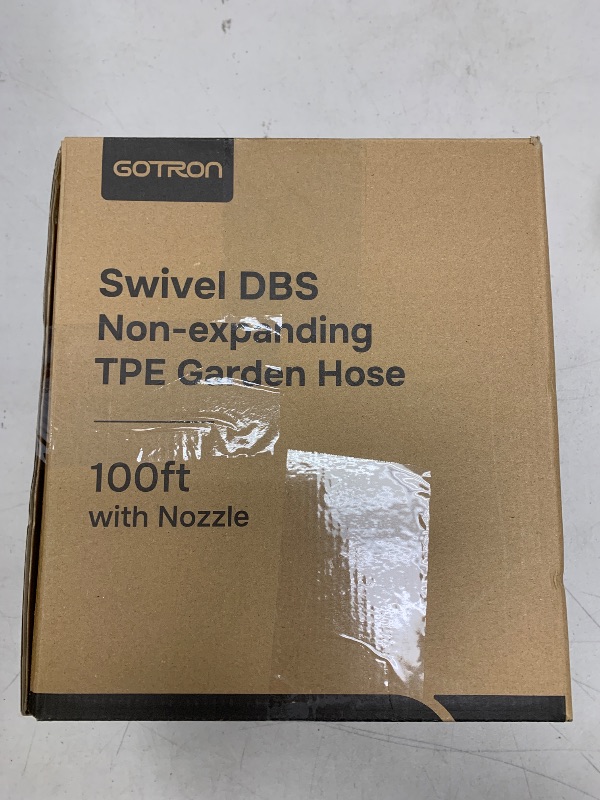 GOTRON
Swivel DBS
Non-expanding
TPE Garden Hose
100ft
with Nozzle